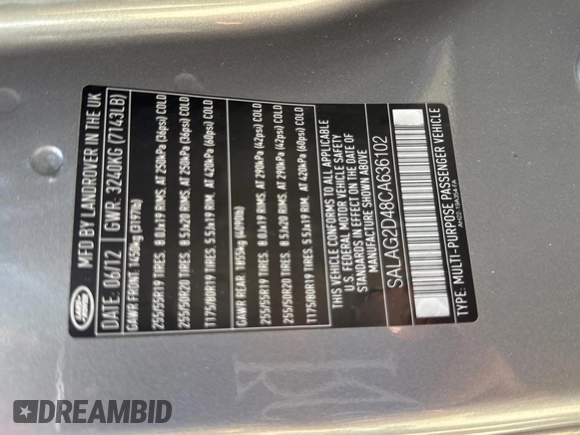 MFD BY LANDROVER IN THE UK
DATE: 06/12 GWR: 3240KG (7143LB)
GAWR FRONT: 1450kg (3197lb)
255/55R19 TIRES. 8.0Jx19 RIMS. AT 250kPa (36psi) COLD
255/50R20 TIRES. 8.5Jx20 RIMS. AT 250kPa (36psi) COLD
T175/80R19 TIRES. 5.5Jx19 RIM. AT 420kPa (60psi) COLD
GAWR REAR: 1855kg (4090lb)
255/55R19 TIRES. 8.0Jx19 RIMS. AT 290kPa (42psi) COLD
255/50R20 TIRES. 8.5Jx20 RIMS. AT 290kPa (42psi) COLD
T175/80R19 TIRES. 5.5Jx19 RIM. AT 420kPa (60psi) COLD
THIS VEHICLE CONFORMS TO ALL APPLICABLE
U.S. FEDERAL MOTOR VEHICLE SAFETY
STANDARDS IN EFFECT ON THE DATE OF
MANUFACTURE SHOWN ABOVE
SALAG2D48CA636102
TYPE: MULTI-PURPOSE PASSENGER VEHICLE
DREAMBID